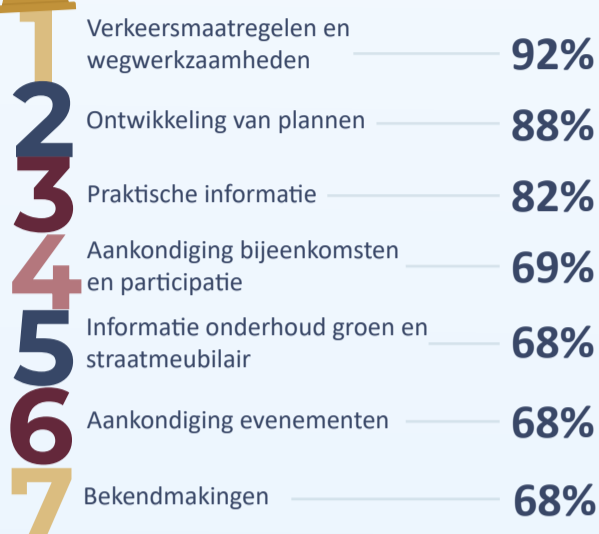 1
Verkeersmaatregelen en
wegwerkzaamheden
92%
2
Ontwikkeling van plannen
88%
3
Praktische informatie
82%
4
Aankondiging bijeenkomsten
en participatie
69%
5
Informatie onderhoud groen en
straatmeubilair
68%
6
Aankondiging evenementen
68%
7
Bekendmakingen
68%